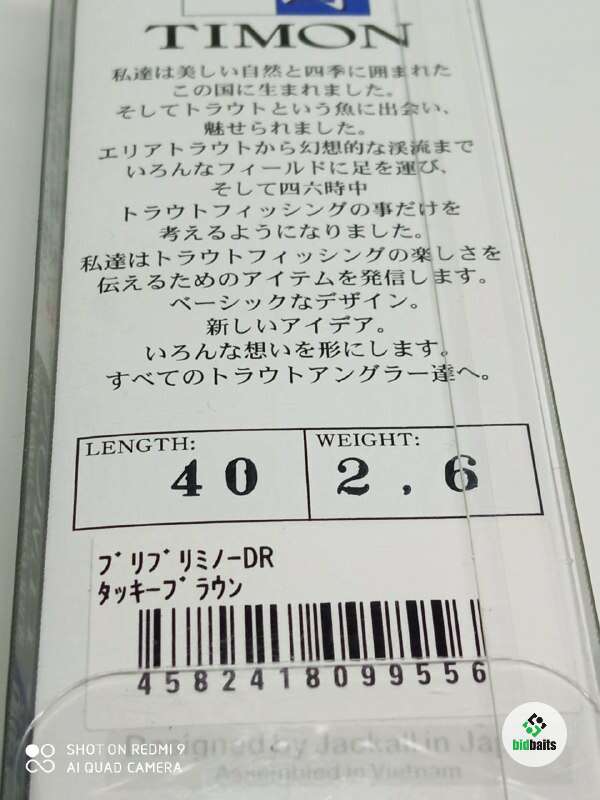 TIMON
私達は美しい自然と四季に囲まれた
この国に生まれました。
そしてトラウトという魚に出会い、
魅せられました。
エリアトラウトから幻想的な渓流まで
いろんなフィールドに足を運び、
そして四六時中
トラウトフィッシングの事だけを
考えるようになりました。
私達はトラウトフィッシングの楽しさを
伝えるためのアイテムを発信します。
ベーシックなデザイン。
新しいアイデア。
いろんな想いを形にします。
すべてのトラウトアングラー達へ。
LENGTH: 40 WEIGHT: 2.6
ﾌﾟﾘﾌﾟﾘﾐﾉｰDR
ﾀｯｷｰﾌﾞﾗｳﾝ
4582418099556
Designed by Jackall in Ja
Assembled in Vietnam
SHOT ON REDMI 9
AI QUAD CAMERA
bidbaits